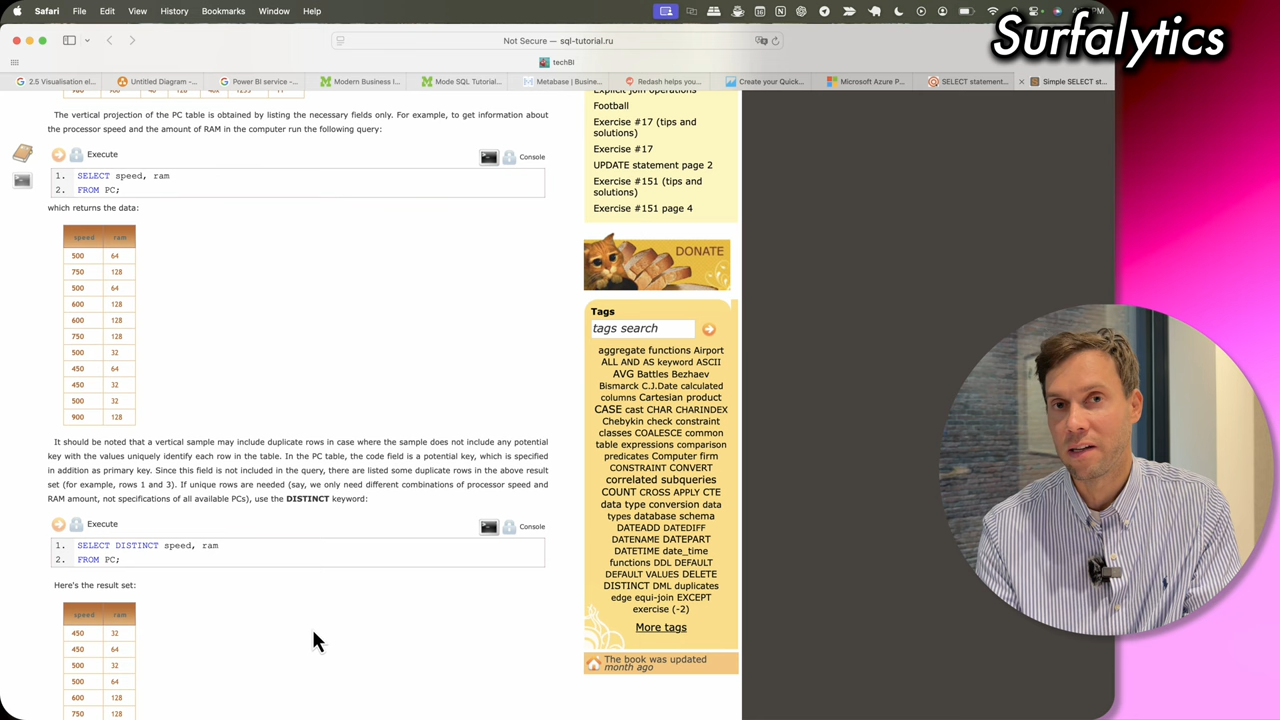 Safari File Edit View History Bookmarks Window Help
Surfalytics
Not Secure — sql-tutorial.ru
techBI
2.5 Visualisation el...
Untitled Diagram -...
Power BI service -...
Modern Business I...
Mode SQL Tutorial...
Metabase | Busine...
Redash helps you...
Create your Quick...
Microsoft Azure P...
SELECT statement...
Simple SELECT st...
The vertical projection of the PC table is obtained by listing the necessary fields only. For example, to get information about
the processor speed and the amount of RAM in the computer run the following query:
Execute
Console
1. SELECT speed, ram
2. FROM PC;
which returns the data:
speed ram
500 64
750 128
500 64
600 128
600 128
750 128
500 32
450 64
450 32
500 32
900 128
It should be noted that a vertical sample may include duplicate rows in case where the sample does not include any potential
key with the values uniquely identify each row in the table. In the PC table, the code field is a potential key, which is specified
in addition as primary key. Since this field is not included in the query, there are listed some duplicate rows in the above result
set (for example, rows 1 and 3). If unique rows are needed (say, we only need different combinations of processor speed and
RAM amount, not specifications of all available PCs), use the DISTINCT keyword:
Execute
Console
1. SELECT DISTINCT speed, ram
2. FROM PC;
Here's the result set:
speed ram
450 32
450 64
500 32
500 64
600 128
750 128
Explicit join operations
Football
Exercise #17 (tips and
solutions)
Exercise #17
UPDATE statement page 2
Exercise #151 (tips and
solutions)
Exercise #151 page 4
DONATE
Tags
tags search
aggregate functions Airport
ALL AND AS keyword ASCII
AVG Battles Bezhaev
Bismarck C.J.Date calculated
columns Cartesian product
CASE cast CHAR CHARINDEX
Chebykin check constraint
classes COALESCE common
table expressions comparison
predicates Computer firm
CONSTRAINT CONVERT
correlated subqueries
COUNT CROSS APPLY CTE
data type conversion data
types database schema
DATEADD DATEDIFF
DATENAME DATEPART
DATETIME date_time
functions DDL DEFAULT
DEFAULT VALUES DELETE
DISTINCT DML duplicates
edge equi-join EXCEPT
exercise (-2)
More tags
The book was updated
month ago